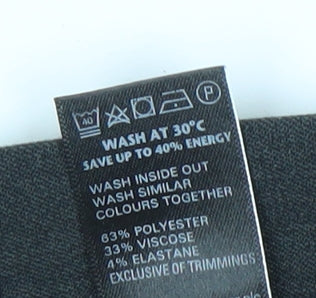 40 P
WASH AT 30°C
SAVE UP TO 40% ENERGY
WASH INSIDE OUT
WASH SIMILAR
COLOURS TOGETHER
63% POLYESTER
33% VISCOSE
4% ELASTANE
EXCLUSIVE OF TRIMMINGS